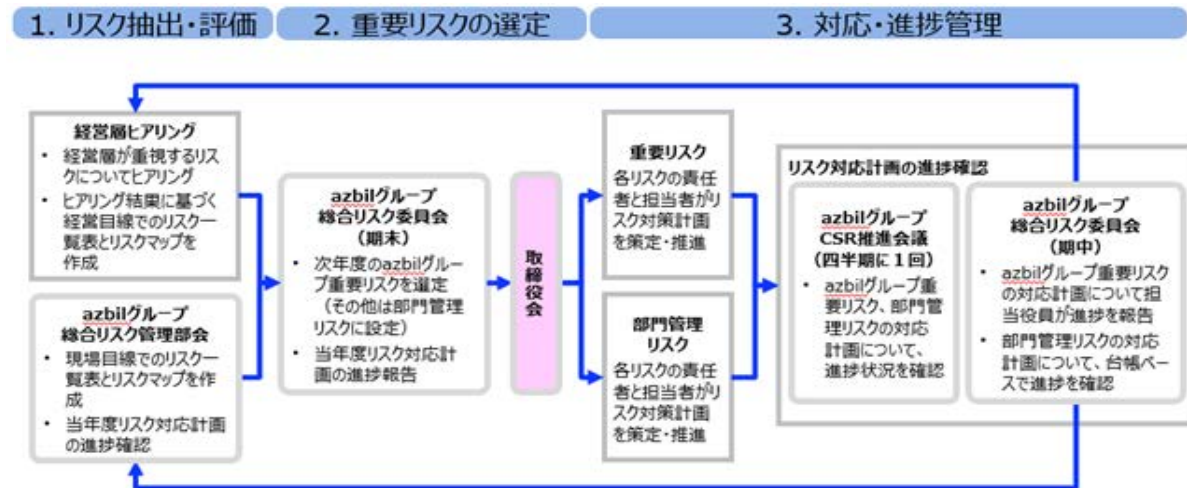 1. リスク抽出・評価
2. 重要リスクの選定
3. 対応・進捗管理
経営層ヒアリング
• 経営層が重視するリス
クについてヒアリング
• ヒアリング結果に基づく
経営目線でのリスク一
覧表とリスクマップを
作成
azbilグループ
総合リスク管理部会
• 現場目線でのリスク一
覧表とリスクマップを作
成
• 当年度リスク対応計画
の進捗確認
azbilグループ
総合リスク委員会
(期末)
• 次年度のazbilグルー
プ重要リスクを選定
(その他は部門管理
リスクに設定)
• 当年度リスク対応計
画の進捗報告
取締役会
重要リスク
各リスクの責任
者と担当者がリ
スク対策計画
を策定・推進
部門管理
リスク
各リスクの責任
者と担当者がリ
スク対策計画
を策定・推進
リスク対応計画の進捗確認
azbilグループ
CSR推進会議
(四半期に1回)
• azbilグループ重
要リスク、部門管
理リスクの対応
計画について、
進捗状況を確認
azbilグループ
総合リスク委員会
(期中)
• azbilグループ重要リスク
の対応計画について担
当役員が進捗を報告
• 部門管理リスクの対応
計画について、台帳ベー
スで進捗を確認